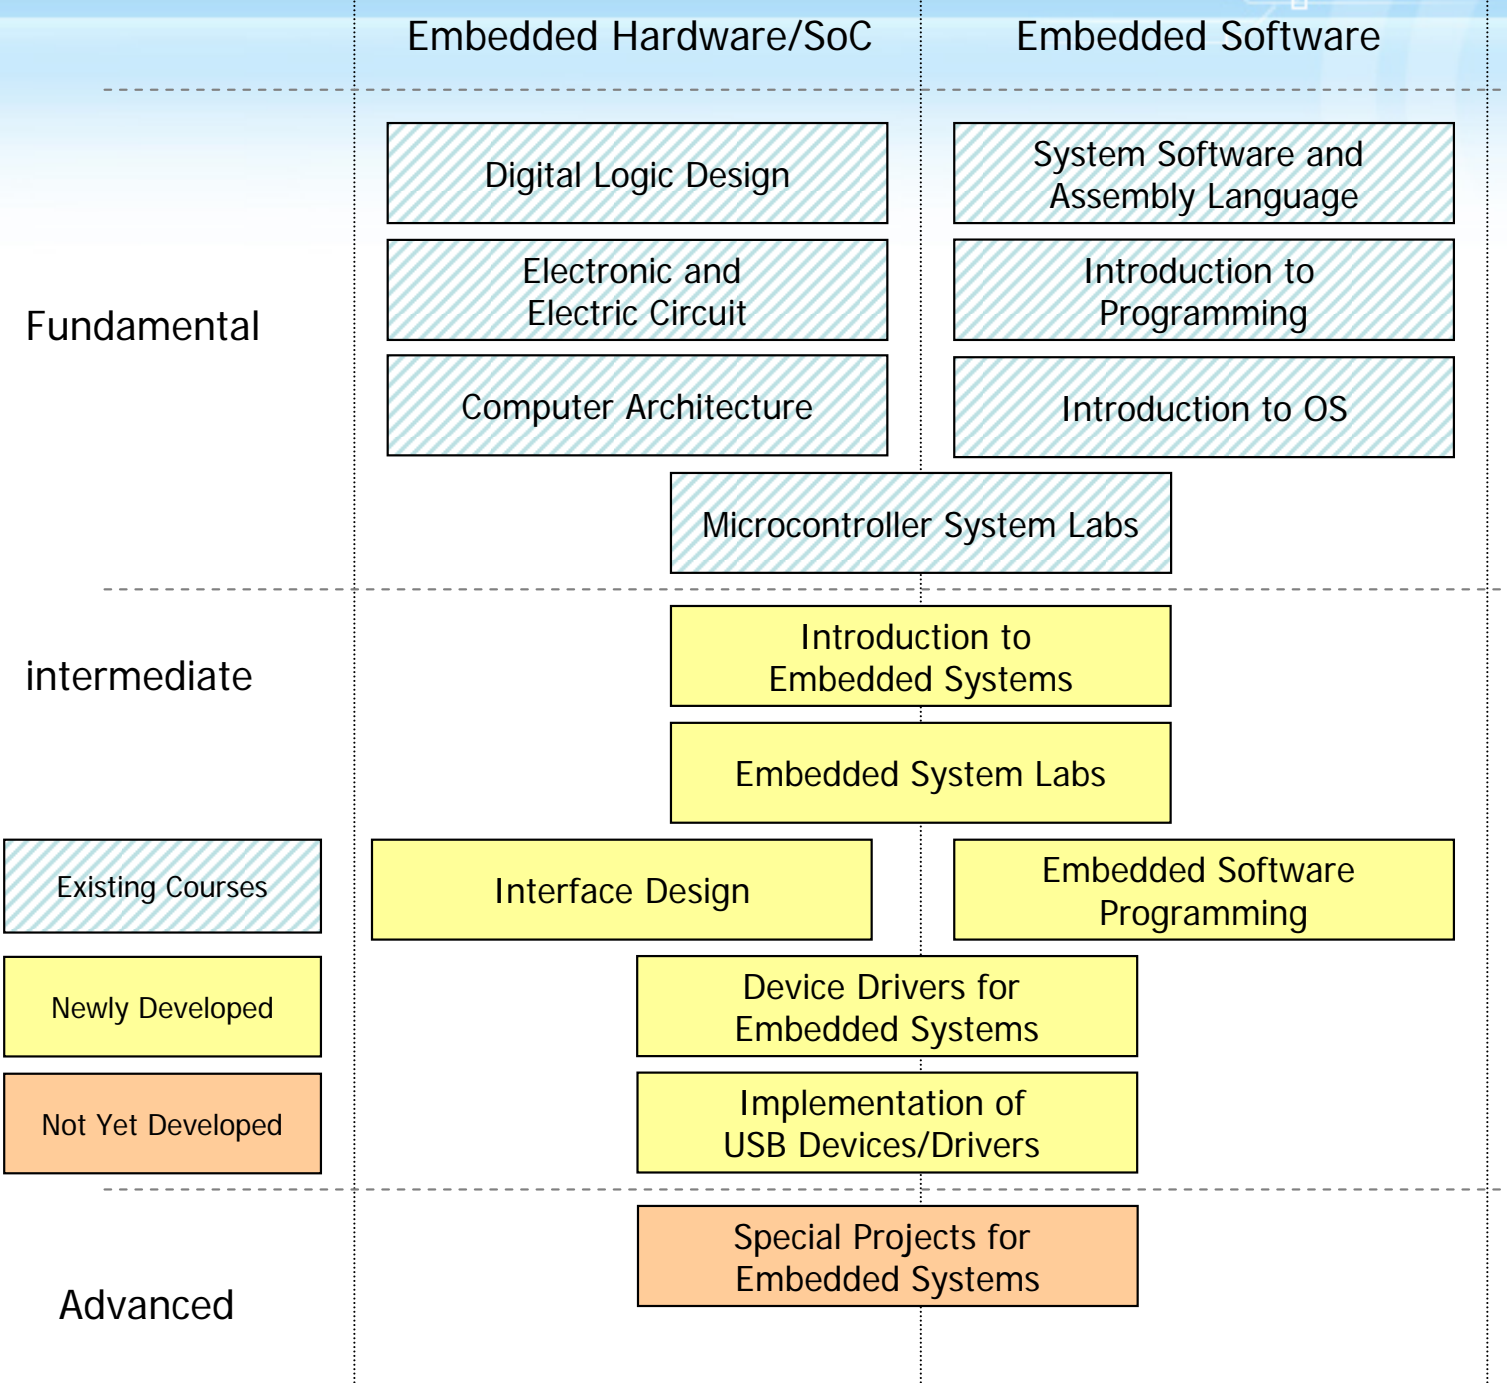 Embedded Hardware/SoC
Embedded Software
Fundamental
Digital Logic Design
System Software and
Assembly Language
Electronic and
Electric Circuit
Introduction to
Programming
Computer Architecture
Introduction to OS
Microcontroller System Labs
intermediate
Introduction to
Embedded Systems
Embedded System Labs
Interface Design
Embedded Software
Programming
Device Drivers for
Embedded Systems
Implementation of
USB Devices/Drivers
Existing Courses
Newly Developed
Not Yet Developed
Advanced
Special Projects for
Embedded Systems